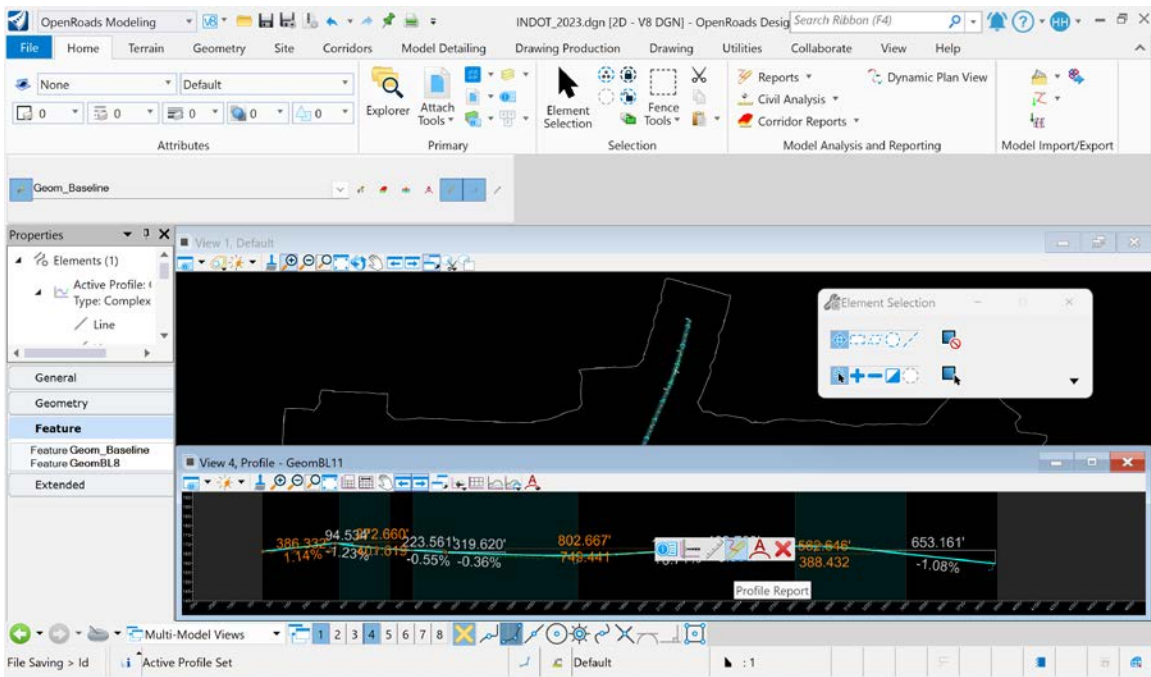 OpenRoads Modeling
INDOT_2023.dgn [2D - V8 DGN] - OpenRoads Desig
Search Ribbon (F4)
HH
File Home Terrain Geometry Site Corridors Model Detailing Drawing Production Drawing Utilities Collaborate View Help
None Default
0 0 0 0 0
Attributes
Explorer
Attach Tools
Primary
Element Selection
Fence Tools
Selection
Reports
Civil Analysis
Corridor Reports
Dynamic Plan View
Model Analysis and Reporting
Model Import/Export
Geom_Baseline
Properties
Elements (1)
Active Profile:
Type: Complex
Line
General
Geometry
Feature
Feature Geom_Baseline
Feature GeomBL8
Extended
View 1, Default
Element Selection
View 4, Profile - GeomBL11
386.332' 94.534' 223.561' 319.620' 802.667' 582.646' 653.161'
1.14% -1.23% -0.55% -0.36% 749.441 388.432 -1.08%
Profile Report
Multi-Model Views 1 2 3 4 5 6 7 8
File Saving > Id Active Profile Set Default : 1